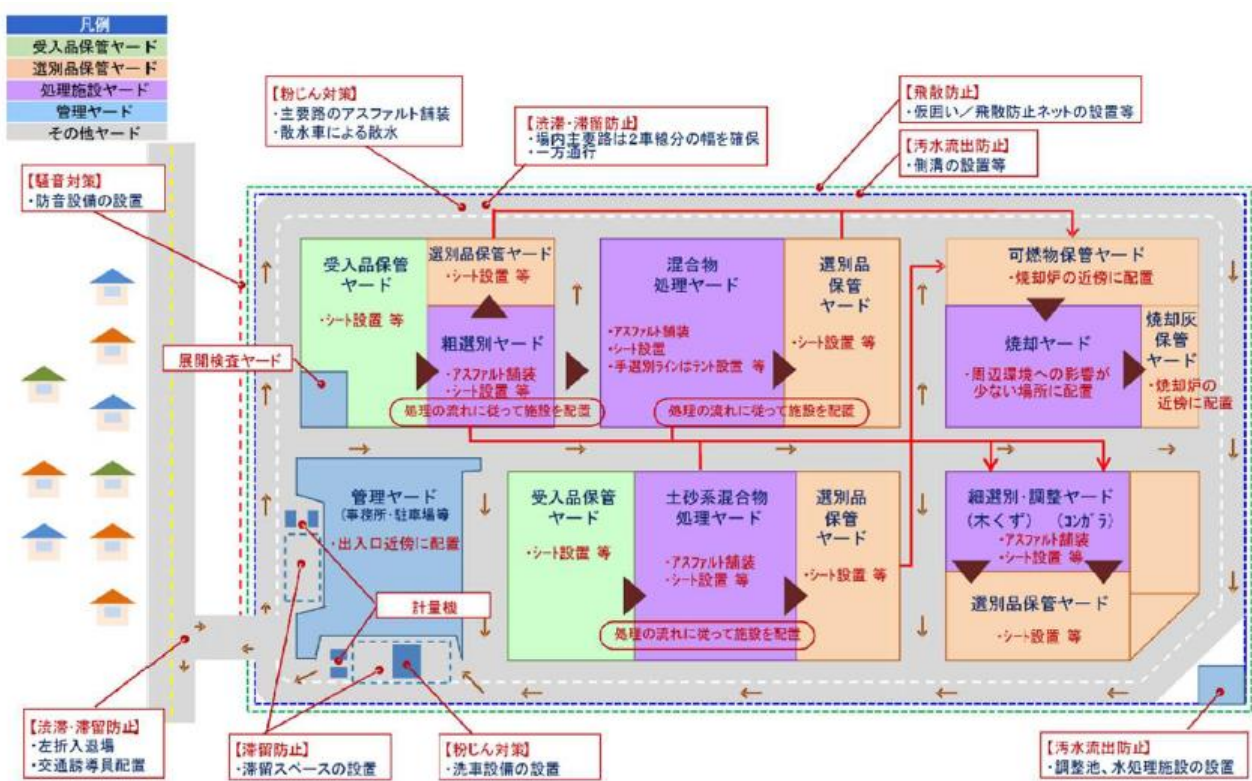 凡例
受入品保管ヤード
選別品保管ヤード
処理施設ヤード
管理ヤード
その他ヤード
【粉じん対策】
・主要路のアスファルト舗装
・散水車による散水
【渋滞・滞留防止】
・場内主要路は2車線分の幅を確保
・一方通行
【飛散防止】
・仮囲い／飛散防止ネットの設置等
【汚水流出防止】
・側溝の設置等
【騒音対策】
・防音設備の設置
展開検査ヤード
受入品保管
ヤード
・シート設置 等
選別品保管ヤード
・シート設置 等
粗選別ヤード
・アスファルト舗装
・シート設置 等
処理の流れに従って施設を配置
混合物
処理ヤード
・アスファルト舗装
・シート設置
・手選別ラインはテント設置 等
処理の流れに従って施設を配置
選別品
保管
ヤード
・シート設置 等
可燃物保管ヤード
・焼却炉の近傍に配置
焼却ヤード
・周辺環境への影響が
少ない場所に配置
焼却灰
保管
ヤード
・焼却炉の
近傍に配置
管理ヤード
(事務所・駐車場等
・出入口近傍に配置
計量機
受入品保管
ヤード
・シート設置 等
土砂系混合物
処理ヤード
・アスファルト舗装
・シート設置 等
処理の流れに従って施設を配置
選別品
保管
ヤード
・シート設置 等
細選別・調整ヤード
(木くず) (コンガラ)
・アスファルト舗装
・シート設置 等
選別品保管ヤード
・シート設置 等
【渋滞・滞留防止】
・左折入退場
・交通誘導員配置
【滞留防止】
・滞留スペースの設置
【粉じん対策】
・洗車設備の設置
【汚水流出防止】
・調整池、水処理施設の設置